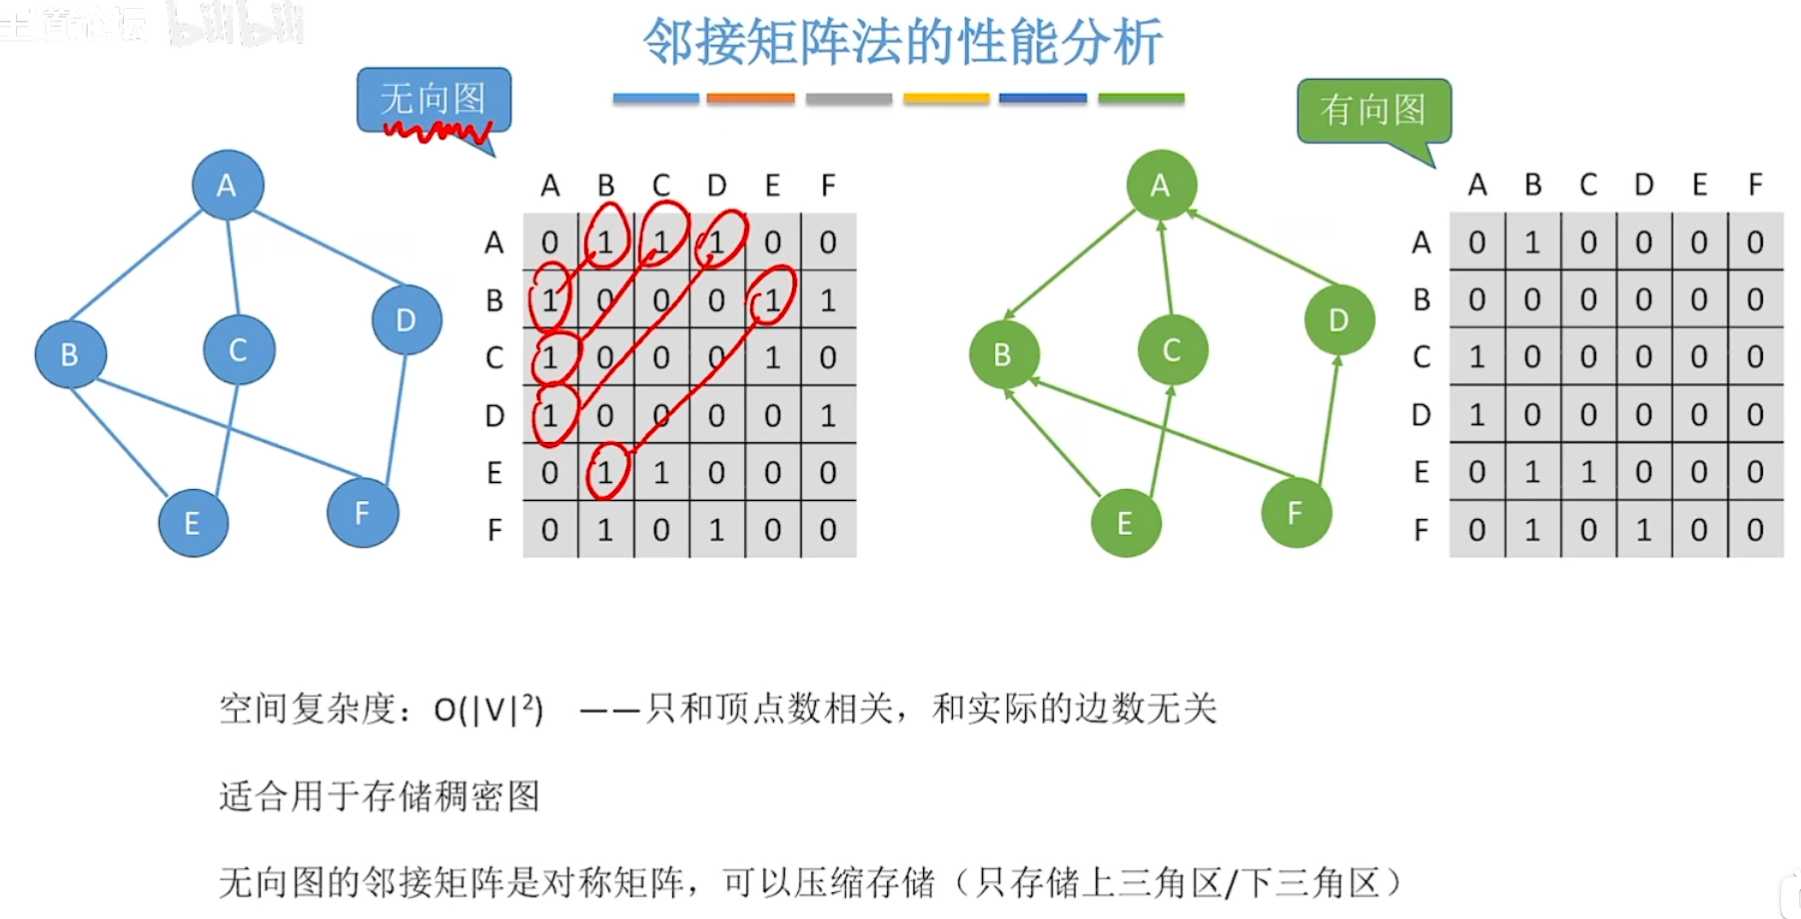 王道论坛 bilibili
邻接矩阵法的性能分析
无向图
有向图
A
B
C
D
E
F
A B C D E F
A 0 1 1 1 0 0
B 1 0 0 0 1 1
C 1 0 0 0 1 0
D 1 0 0 0 0 1
E 0 1 1 0 0 0
F 0 1 0 1 0 0
A
B
C
D
E
F
A B C D E F
A 0 1 0 0 0 0
B 0 0 0 0 0 0
C 1 0 0 0 0 0
D 1 0 0 0 0 0
E 0 1 1 0 0 0
F 0 1 0 1 0 0
空间复杂度：O(|V|²) ——只和顶点数相关，和实际的边数无关
适合用于存储稠密图
无向图的邻接矩阵是对称矩阵，可以压缩存储（只存储上三角区/下三角区）